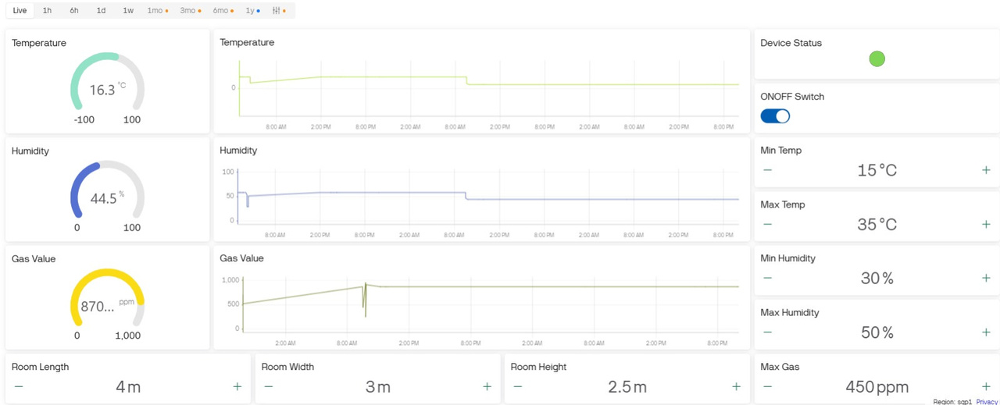 Live 1h 6h 1d 1w 1mo 3mo 6mo 1y
Temperature
16.3 °C
-100 100
Temperature
0
8:00 AM 2:00 PM 8:00 PM 2:00 AM 8:00 AM 2:00 PM 8:00 PM 2:00 AM 8:00 AM 2:00 PM 8:00 PM
Device Status
ONOFF Switch
Humidity
44.5 %
0 100
Humidity
100
50
0
8:00 AM 2:00 PM 8:00 PM 2:00 AM 8:00 AM 2:00 PM 8:00 PM 2:00 AM 8:00 AM 2:00 PM 8:00 PM
Min Temp
− 15 °C +
Max Temp
− 35 °C +
Gas Value
870... ppm
0 1,000
Gas Value
1,000
500
0
2:00 AM 8:00 AM 2:00 PM 8:00 PM 2:00 AM 8:00 AM 2:00 PM 8:00 PM
Min Humidity
− 30 % +
Max Humidity
− 50 % +
Room Length
− 4 m +
Room Width
− 3 m +
Room Height
− 2.5 m +
Max Gas
− 450 ppm +
Region: sgp1 Privacy